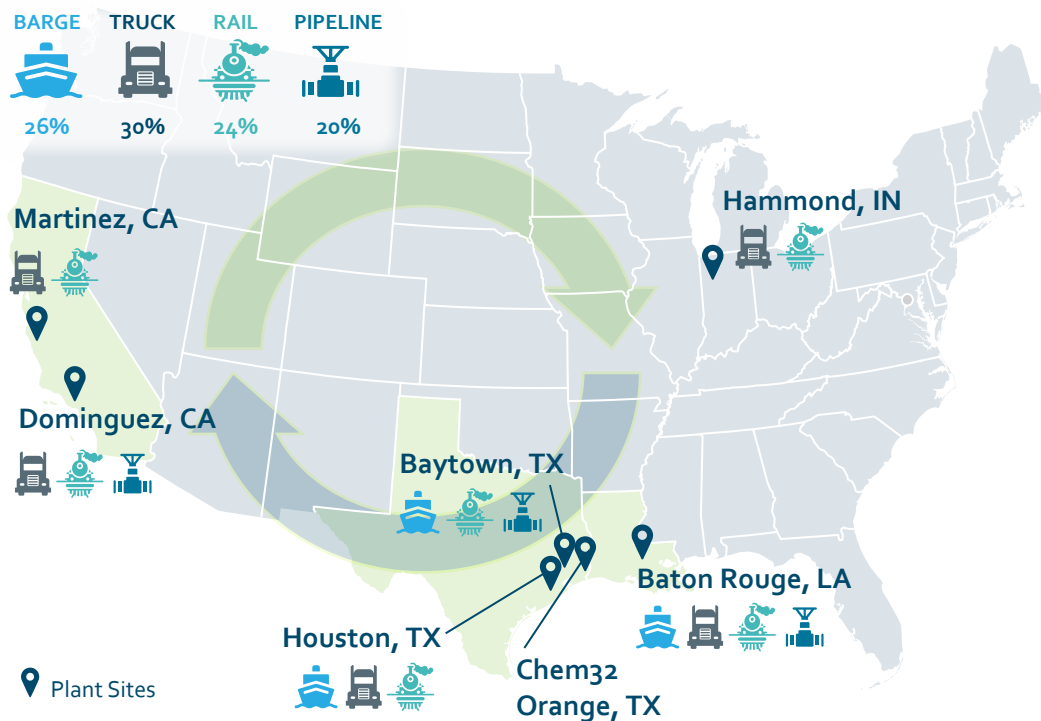 BARGE TRUCK RAIL PIPELINE
26% 30% 24% 20%
Martinez, CA
Hammond, IN
Dominguez, CA
Baytown, TX
Baton Rouge, LA
Houston, TX
Chem32
Orange, TX
Plant Sites